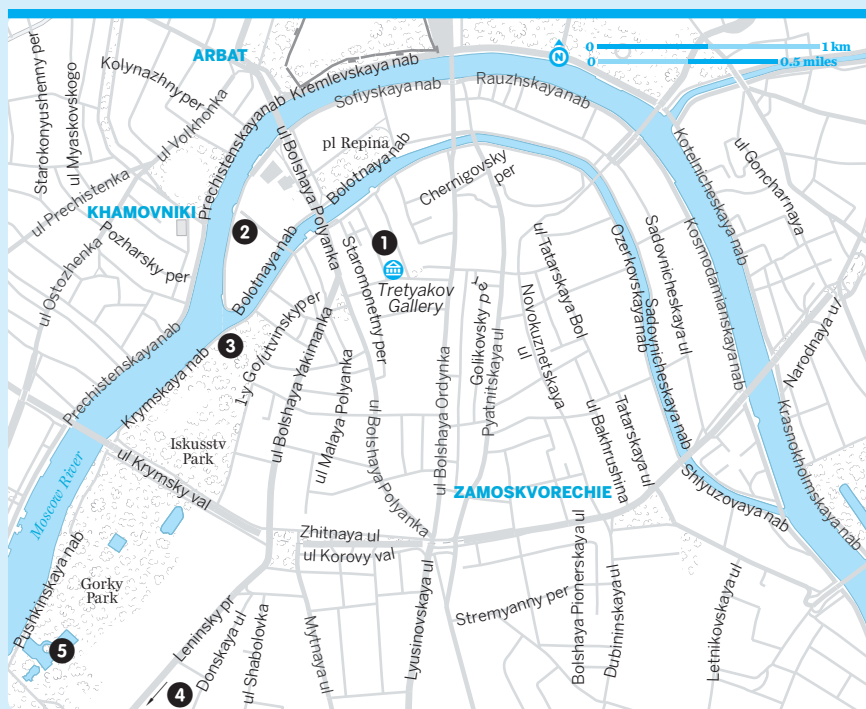 ARBAT
0 1 km
0 0.5 miles
N
Starokonyushenny per
ul Myaskovskogo
Kolynazhny per
ul Volkhonka
Prechistenskaya nab
Kremlevskaya nab
Sofiyskaya nab
Rauzhskaya nab
pl Repina
ul Bolshaya Polyanka
Bolotnaya nab
Chernigovsky per
Kotelnicheskaya nab
ul Goncharnaya
ul Prechistenka
KHAMOVNIKI
Pozharsky per
ul Ostozhenka
2
Bolotnaya nab
1
Staromonetny per
Tretyakov Gallery
ul Tatarskaya Bol
Ozerkovskaya nab
Sadovnicheskaya ul
Sadovnicheskaya nab
Kosmodamianskaya nab
Narodnaya u/
Prechistenskaya nab
3
Krymskaya nab
1-y Golutvinsky per
ul Bolshaya Yakimanka
ul Malaya Polyanka
ul Bolshaya Polyanka
ul Bolshaya Ordynka
Golikovsky per
Pyatnitskaya ul
Novokuznetskaya ul
ul Bakhrushina
Tatarskaya ul
Krasnokholmskaya nab
Shlyuzovaya nab
Iskusstv Park
ul Krymsky val
Moscow River
ZAMOSKVORECHIE
Zhitnaya ul
ul Korovy val
Pushkinskaya nab
Gorky Park
5
Leninsky pr
4
Donskaya ul
ul Shabolovka
Mytnaya ul
Lyusinovskaya ul
Stremyanny per
Bolshaya Pionerskaya ul
Dubininskaya ul
Letnikovskaya ul